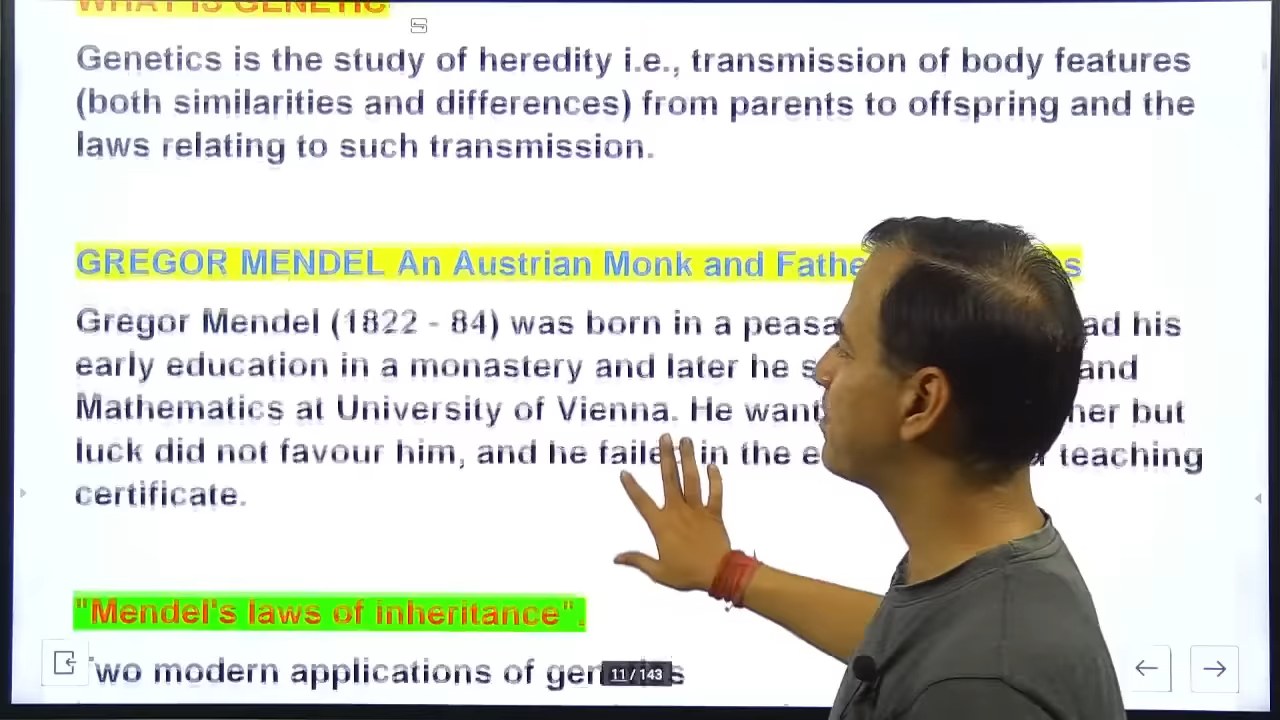 WHAT IS GENETIC
Genetics is the study of heredity i.e., transmission of body features
(both similarities and differences) from parents to offspring and the
laws relating to such transmission.
GREGOR MENDEL An Austrian Monk and Fathe s
Gregor Mendel (1822 - 84) was born in a peasa ad his
early education in a monastery and later he s and
Mathematics at University of Vienna. He want her but
luck did not favour him, and he failed in the e teaching
certificate.
"Mendel's laws of inheritance".
wo modern applications of gen s
11 / 143